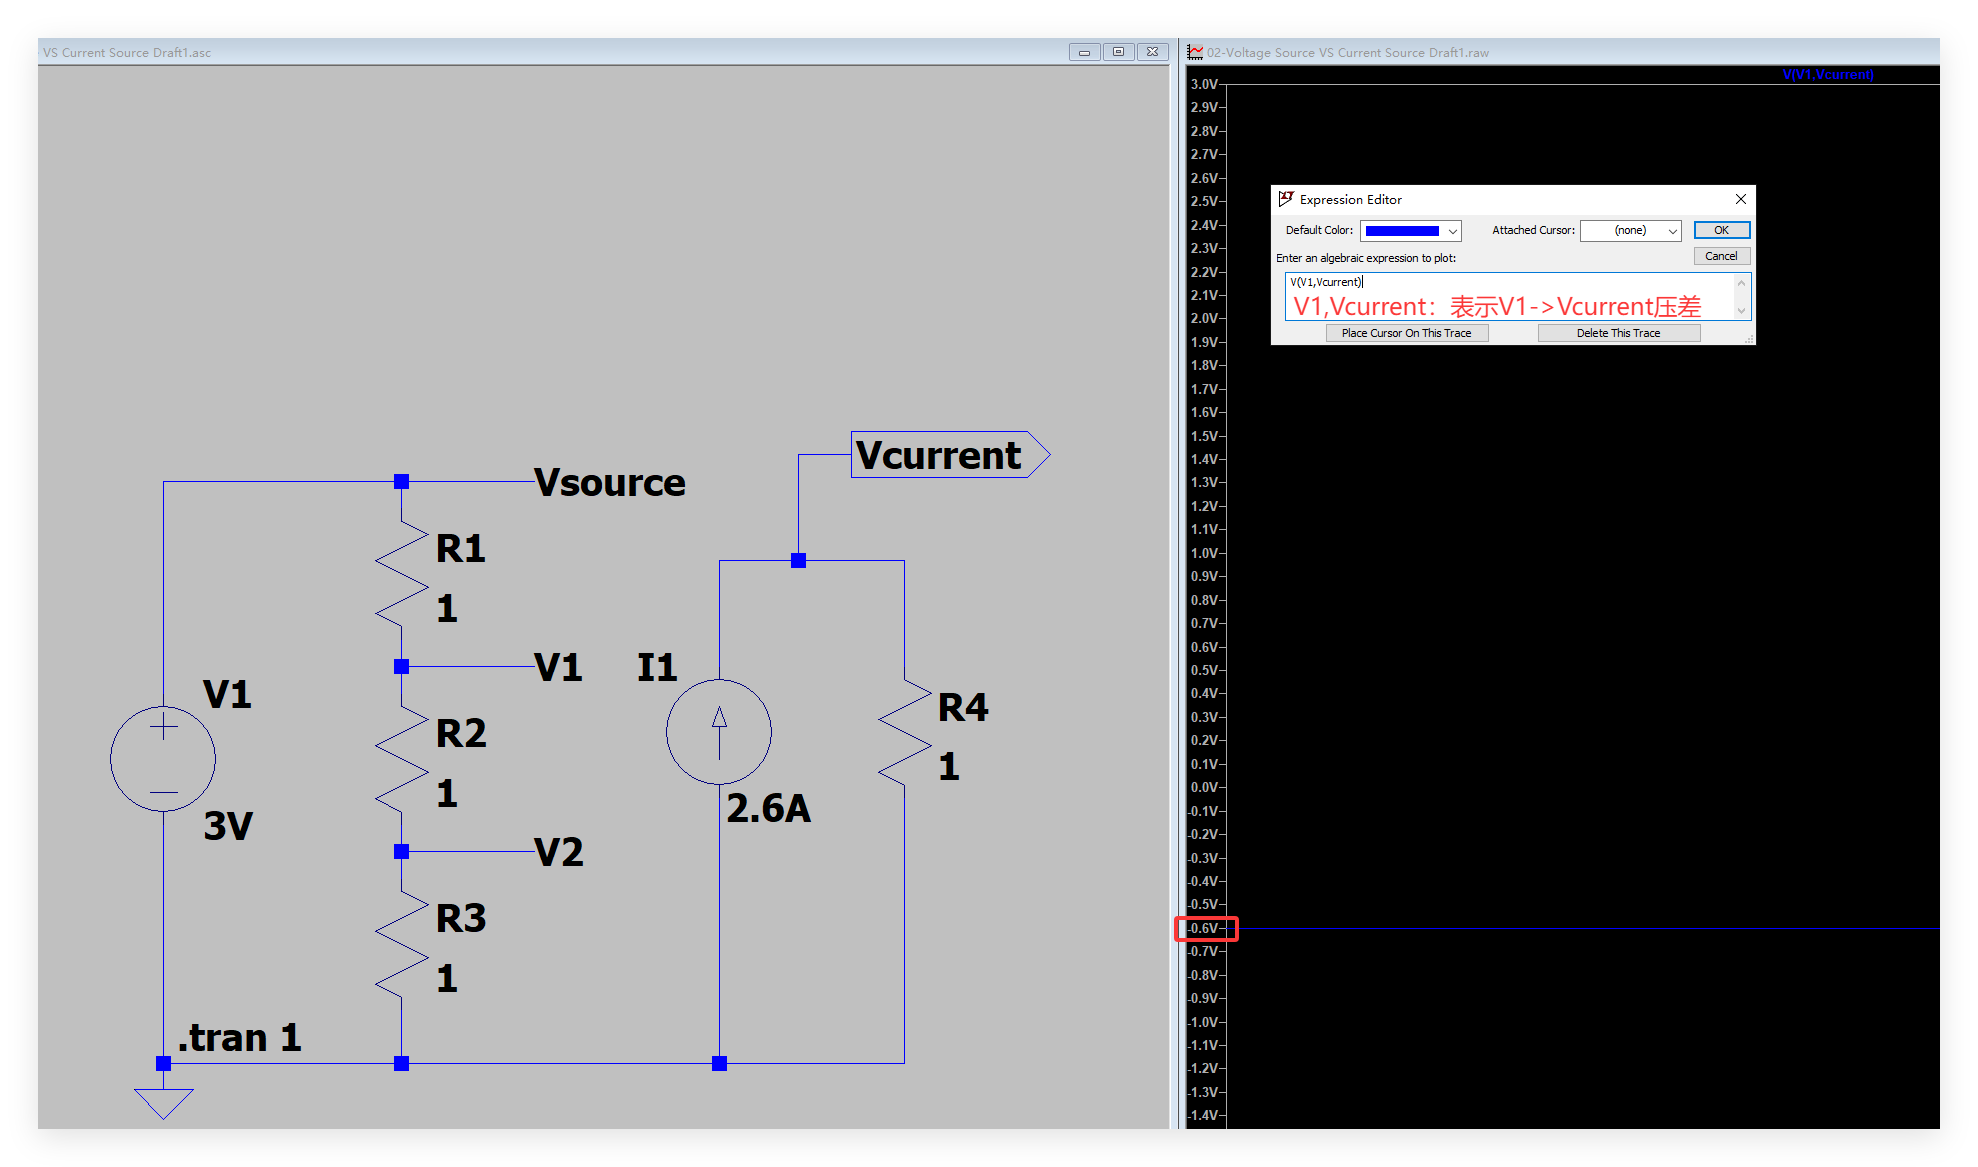 VS Current Source Draft1.asc
Vsource
Vcurrent
R1
1
V1
V1
I1
R2
1
R4
1
3V
2.6A
V2
R3
1
.tran 1
02-Voltage Source VS Current Source Draft1.raw
V(V1,Vcurrent)
3.0V
2.9V
2.8V
2.7V
2.6V
2.5V
2.4V
2.3V
2.2V
2.1V
2.0V
1.9V
1.8V
1.7V
1.6V
1.5V
1.4V
1.3V
1.2V
1.1V
1.0V
0.9V
0.8V
0.7V
0.6V
0.5V
0.4V
0.3V
0.2V
0.1V
0.0V
-0.1V
-0.2V
-0.3V
-0.4V
-0.5V
-0.6V
-0.7V
-0.8V
-0.9V
-1.0V
-1.1V
-1.2V
-1.3V
-1.4V
Expression Editor
Default Color: Attached Cursor: (none) OK
Enter an algebraic expression to plot: Cancel
V(V1,Vcurrent)
V1,Vcurrent：表示V1->Vcurrent压差
Place Cursor On This Trace Delete This Trace